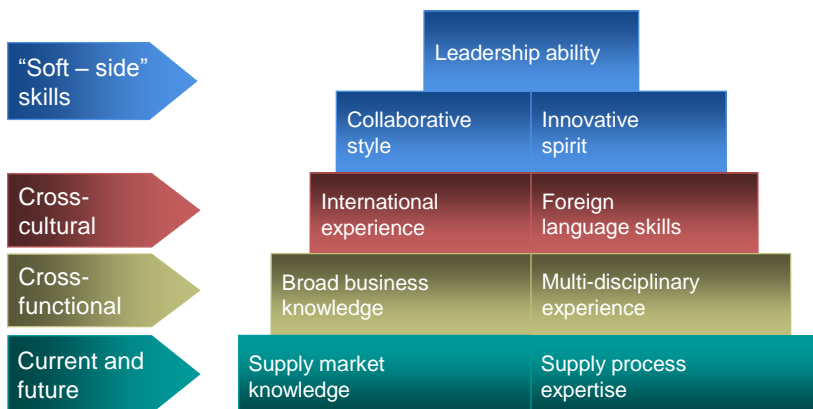 “Soft – side”
skills
Leadership ability
Collaborative
style
Innovative
spirit
Cross-
cultural
International
experience
Foreign
language skills
Cross-
functional
Broad business
knowledge
Multi-disciplinary
experience
Current and
future
Supply market
knowledge
Supply process
expertise